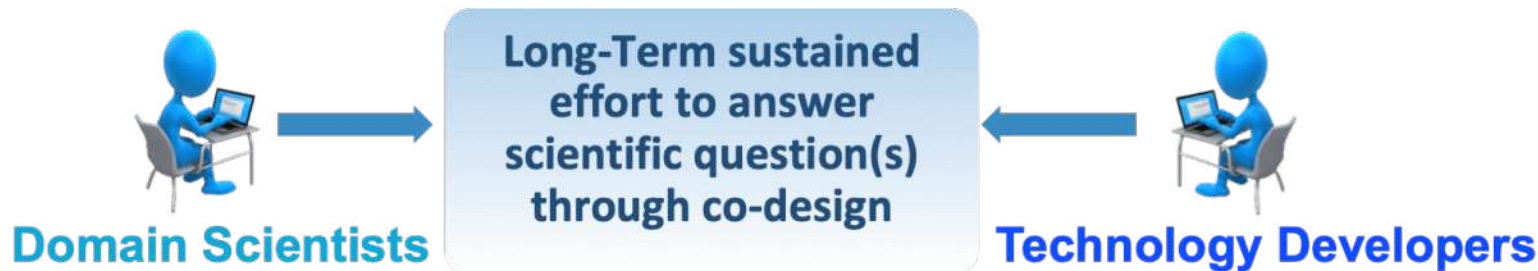 Long-Term sustained
effort to answer
scientific question(s)
through co-design
Domain Scientists
Technology Developers